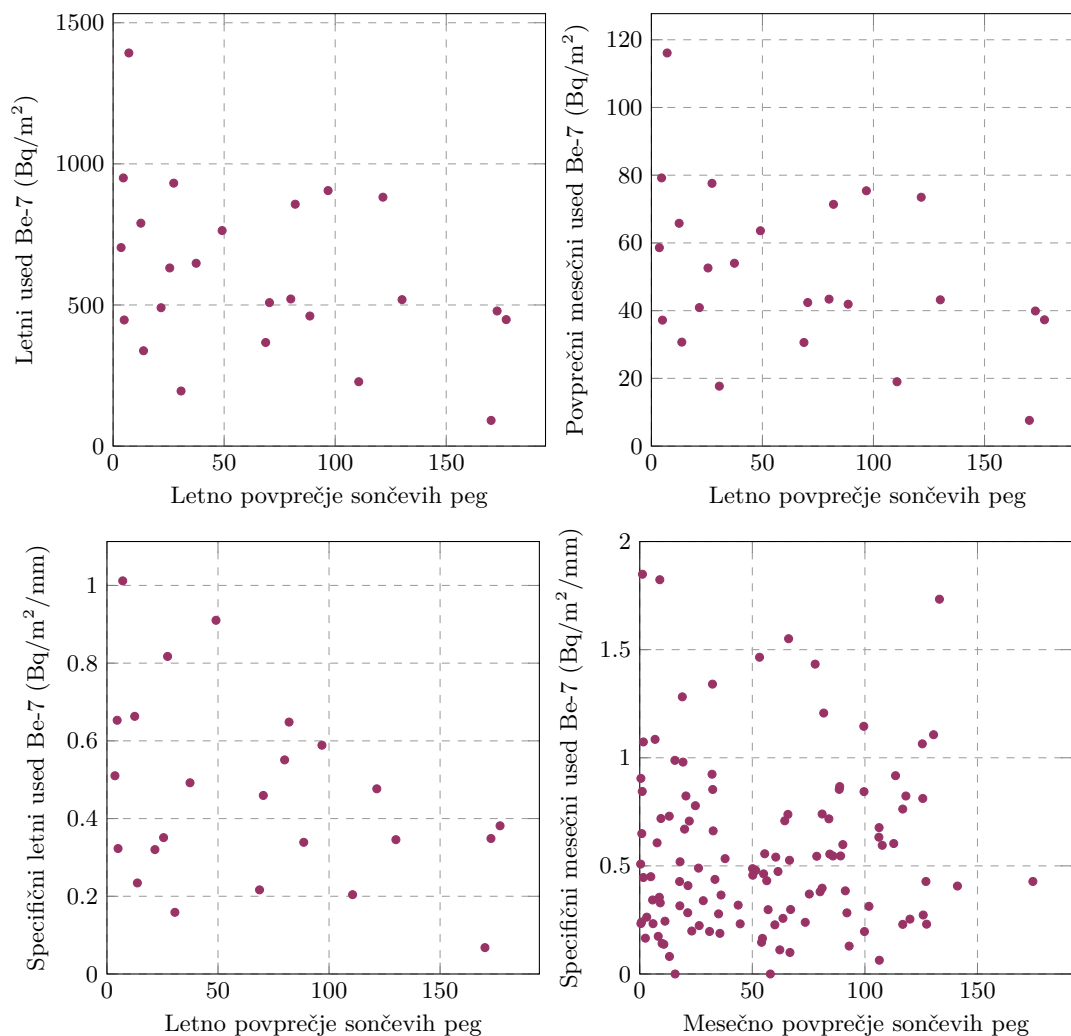 Letni used Be-7 (Bq/m²)
1500
1000
500
0
0 50 100 150
Letno povprečje sončevih peg
Povprečni mesečni used Be-7 (Bq/m²)
120
100
80
60
40
20
0
0 50 100 150
Letno povprečje sončevih peg
Specifični letni used Be-7 (Bq/m²/mm)
1
0.8
0.6
0.4
0.2
0
0 50 100 150
Letno povprečje sončevih peg
Specifični mesečni used Be-7 (Bq/m²/mm)
2
1.5
1
0.5
0
0 50 100 150
Mesečno povprečje sončevih peg